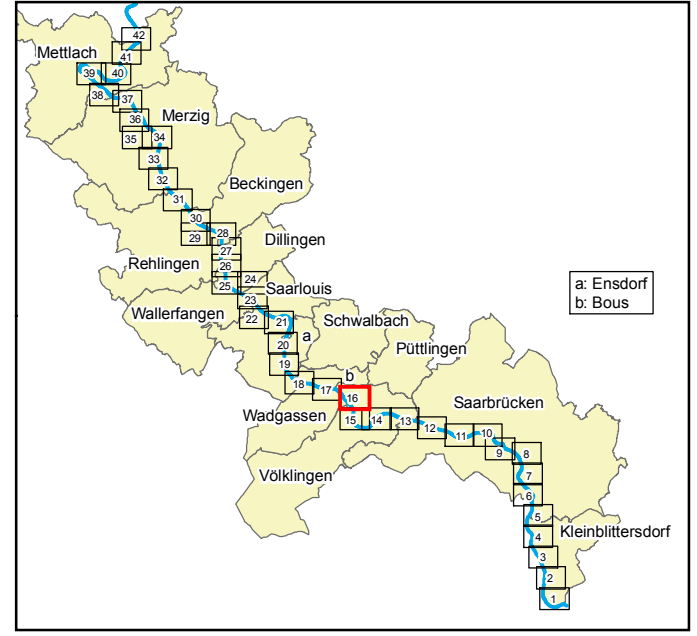 42
41
Mettlach
39
40
38
37
36
Merzig
35
34
33
32
Beckingen
31
30
29
28
Dillingen
27
26
Rehlingen
25
24
Saarlouis
23
Wallerfangen
22
21
a: Ensdorf
b: Bous
Schwalbach
a
20
Püttlingen
19
b
18
17
16
Saarbrücken
Wadgassen
15
14
13
12
11
10
9
8
Völklingen
7
6
5
Kleinblittersdorf
4
3
2
1